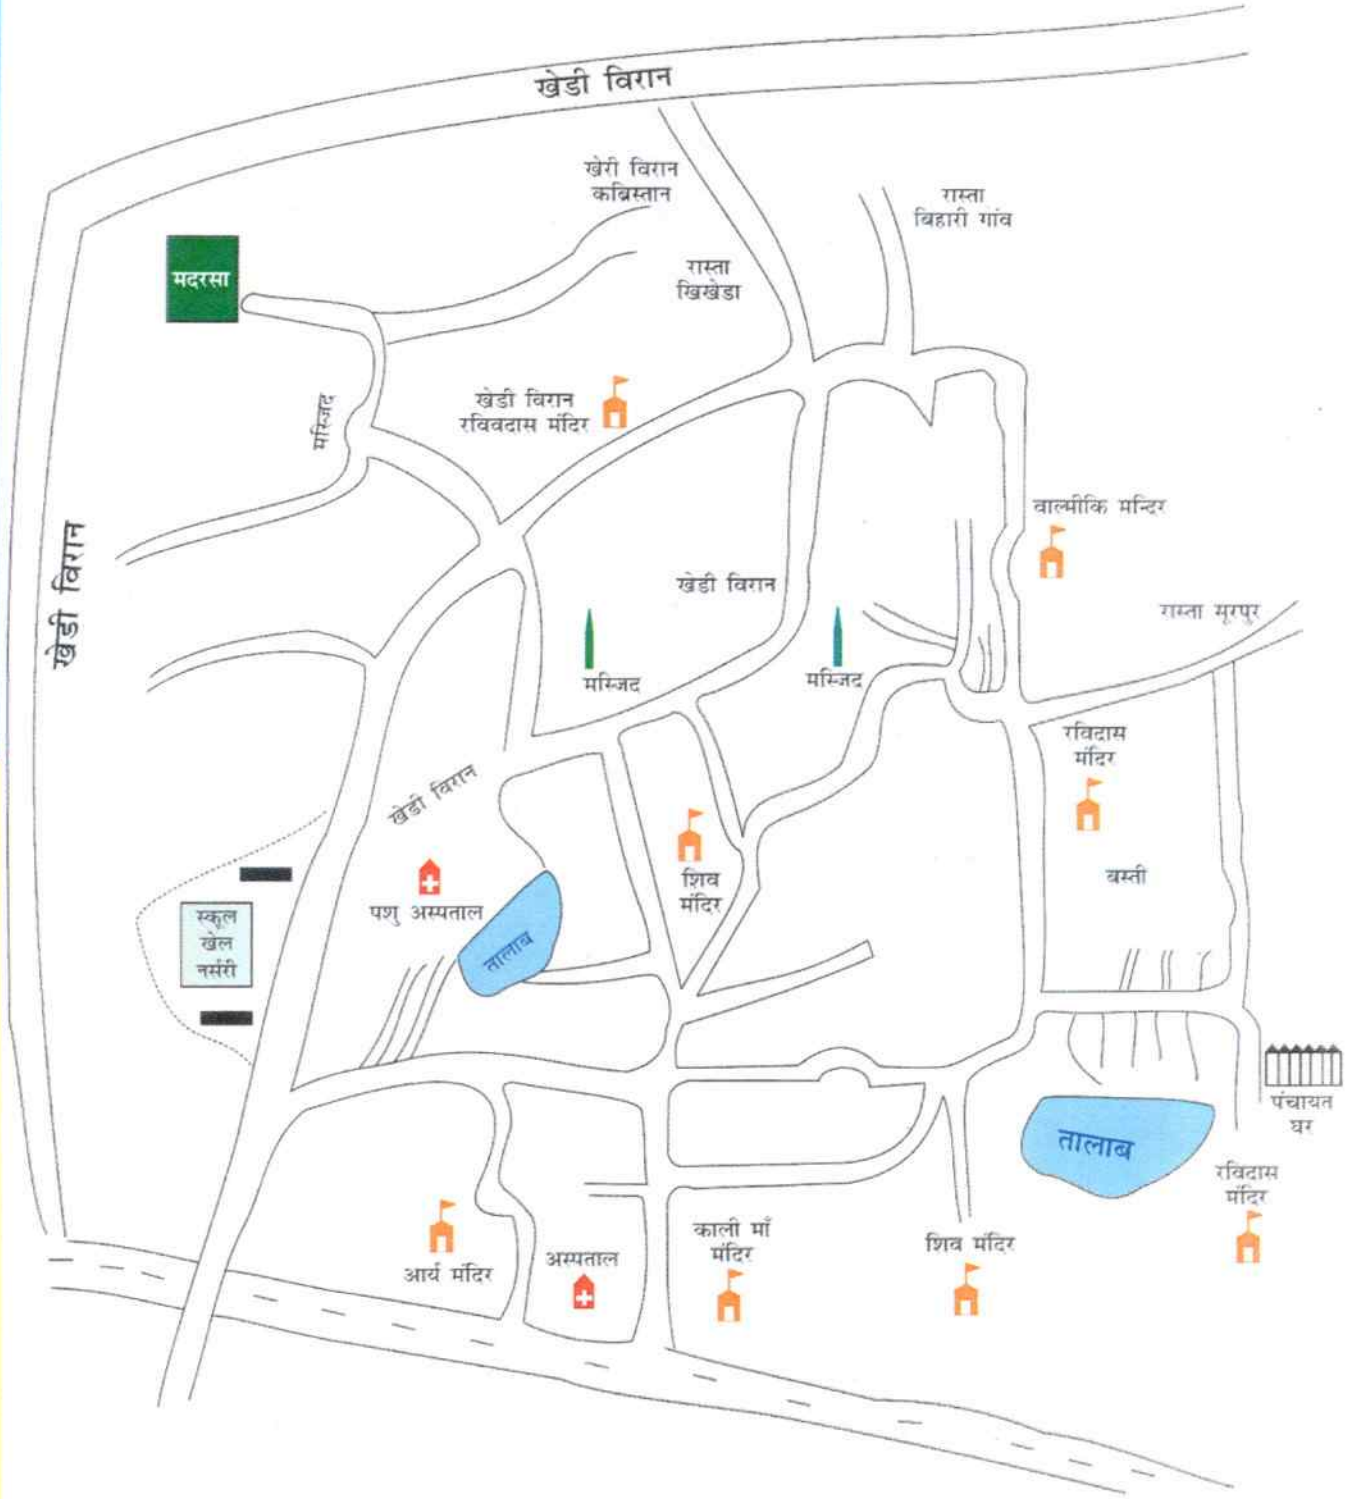 खेडी विरान
खेरी विरान
कब्रिस्तान
रास्ता
बिहारी गांव
मदरसा
रास्ता
खिखेडा
मस्जिद
खेडी विरान
रविवदास मंदिर
वाल्मीकि मन्दिर
खेडी विरान
खेडी विरान
रास्ता मूरपुर
मस्जिद
मस्जिद
रविदास
मंदिर
खेडी विरान
शिव
मंदिर
बस्ती
पशु अस्पताल
तालाब
स्कूल
खेल
नर्सरी
पंचायत
घर
तालाब
रविदास
मंदिर
काली माँ
मंदिर
शिव मंदिर
आर्य मंदिर
अस्पताल